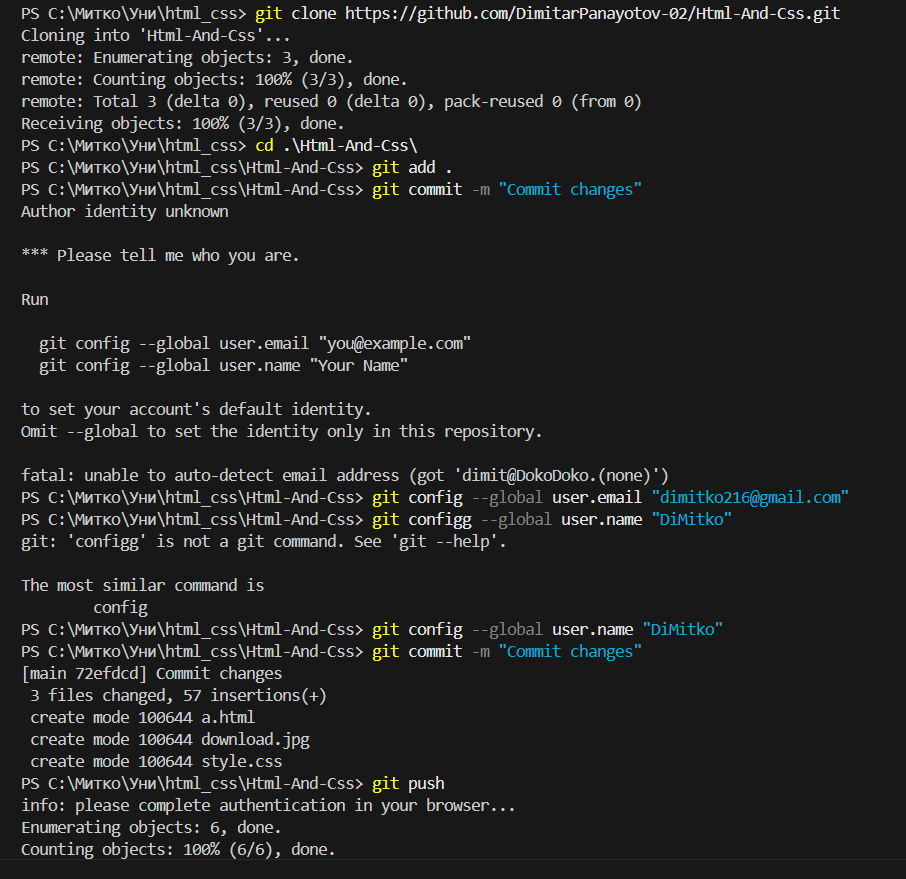 PS C:\Митко\Уни\html_css> git clone https://github.com/DimitarPanayotov-02/Html-And-Css.git
Cloning into 'Html-And-Css'...
remote: Enumerating objects: 3, done.
remote: Counting objects: 100% (3/3), done.
remote: Total 3 (delta 0), reused 0 (delta 0), pack-reused 0 (from 0)
Receiving objects: 100% (3/3), done.
PS C:\Митко\Уни\html_css> cd .\Html-And-Css\
PS C:\Митко\Уни\html_css\Html-And-Css> git add .
PS C:\Митко\Уни\html_css\Html-And-Css> git commit -m "Commit changes"
Author identity unknown

*** Please tell me who you are.

Run

  git config --global user.email "you@example.com"
  git config --global user.name "Your Name"

to set your account's default identity.
Omit --global to set the identity only in this repository.

fatal: unable to auto-detect email address (got 'dimit@DokoDoko.(none)')
PS C:\Митко\Уни\html_css\Html-And-Css> git config --global user.email "dimitko216@gmail.com"
PS C:\Митко\Уни\html_css\Html-And-Css> git configg --global user.name "DiMitko"
git: 'configg' is not a git command. See 'git --help'.

The most similar command is
        config
PS C:\Митко\Уни\html_css\Html-And-Css> git config --global user.name "DiMitko"
PS C:\Митко\Уни\html_css\Html-And-Css> git commit -m "Commit changes"
[main 72efdcd] Commit changes
 3 files changed, 57 insertions(+)
 create mode 100644 a.html
 create mode 100644 download.jpg
 create mode 100644 style.css
PS C:\Митко\Уни\html_css\Html-And-Css> git push
info: please complete authentication in your browser...
Enumerating objects: 6, done.
Counting objects: 100% (6/6), done.